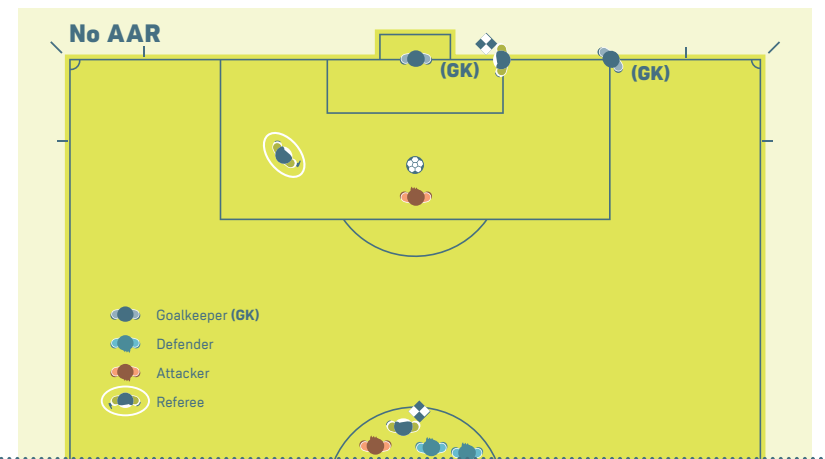 No AAR
(GK)
(GK)
Goalkeeper (GK)
Defender
Attacker
Referee